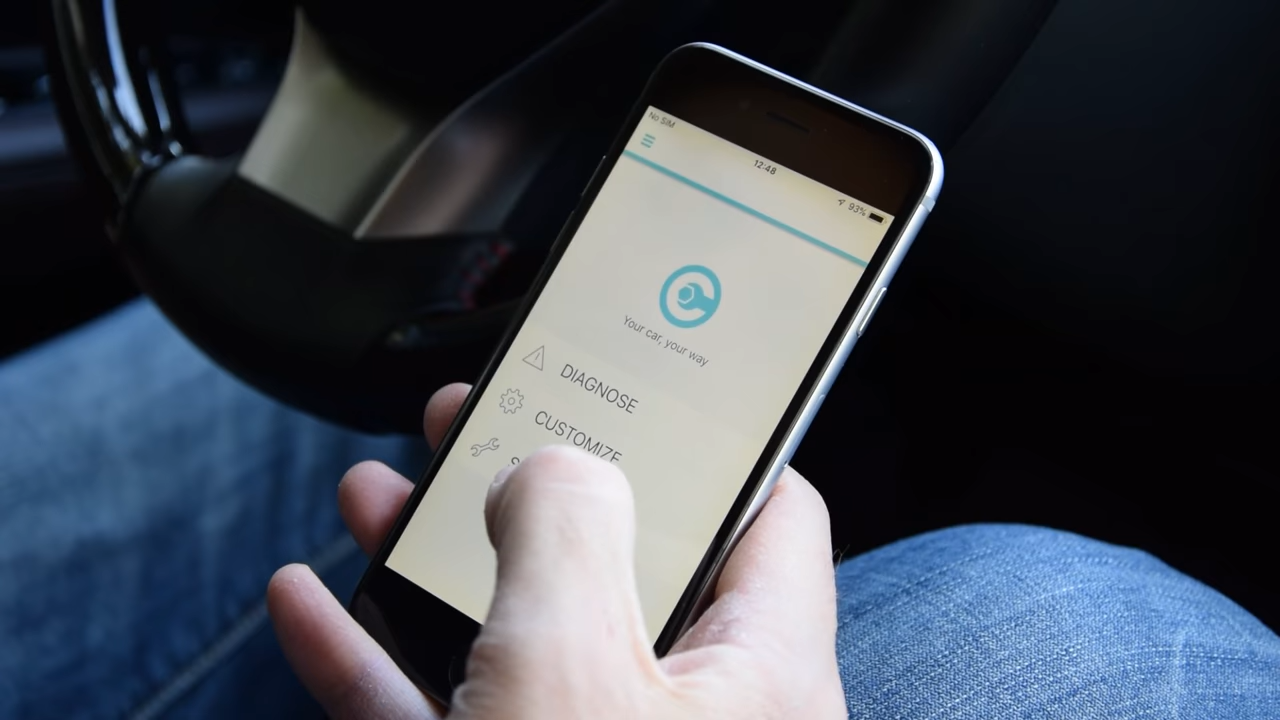 No SIM
12:48
93%
Your car, your way
DIAGNOSE
CUSTOMIZE